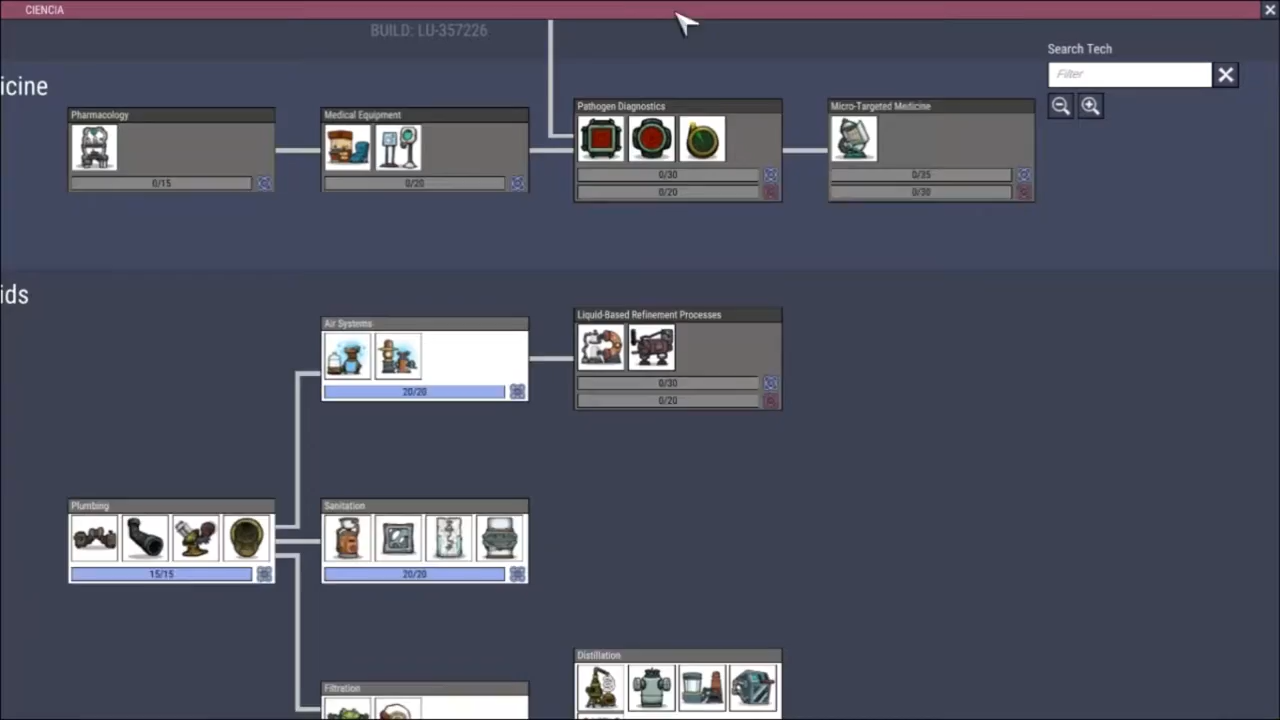 CIENCIA
BUILD: LU-357226
Search Tech
Filter
icine
Pharmacology
0/15
Medical Equipment
0/20
Pathogen Diagnostics
0/30
0/20
Micro-Targeted Medicine
0/35
0/30
ids
Air Systems
20/20
Liquid-Based Refinement Processes
0/30
0/20
Plumbing
15/15
Sanitation
20/20
Filtration
Distillation